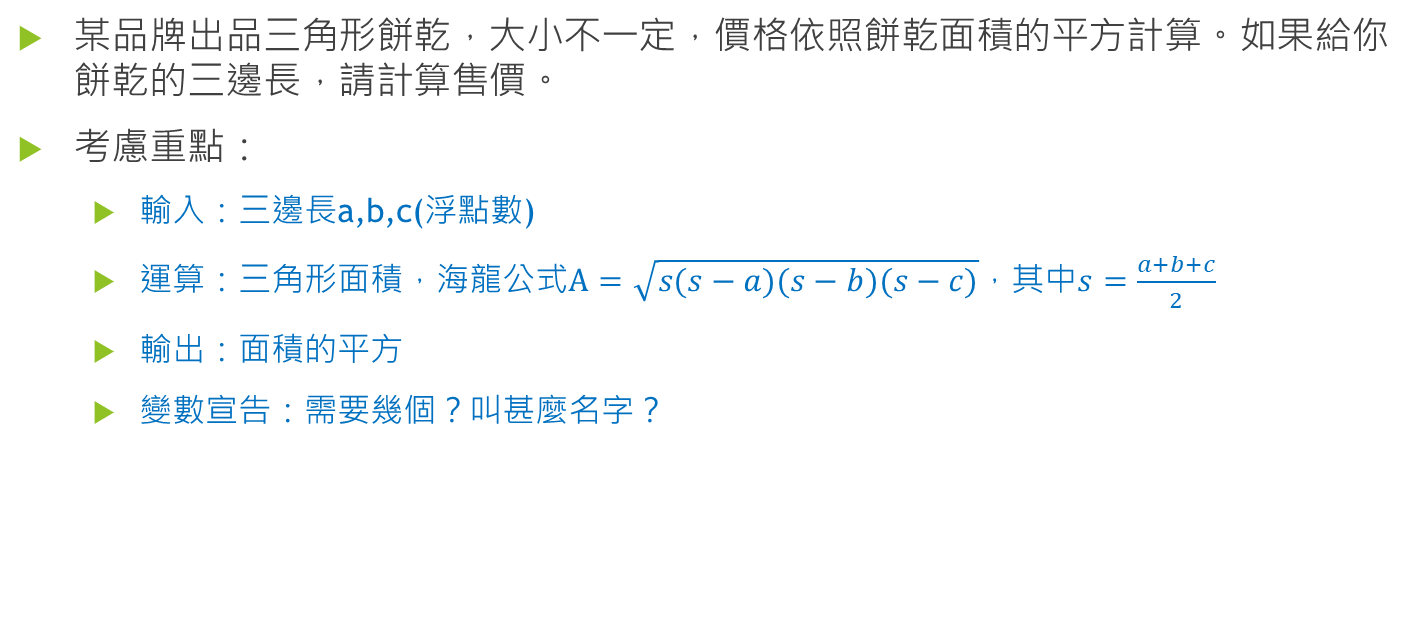 某品牌出品三角形餅乾，大小不一定，價格依照餅乾面積的平方計算。如果給你
餅乾的三邊長，請計算售價。
考慮重點：
輸入：三邊長a,b,c(浮點數)
運算：三角形面積，海龍公式A = √s(s − a)(s − b)(s − c)，其中s = a+b+c/2
輸出：面積的平方
變數宣告：需要幾個？叫甚麼名字？